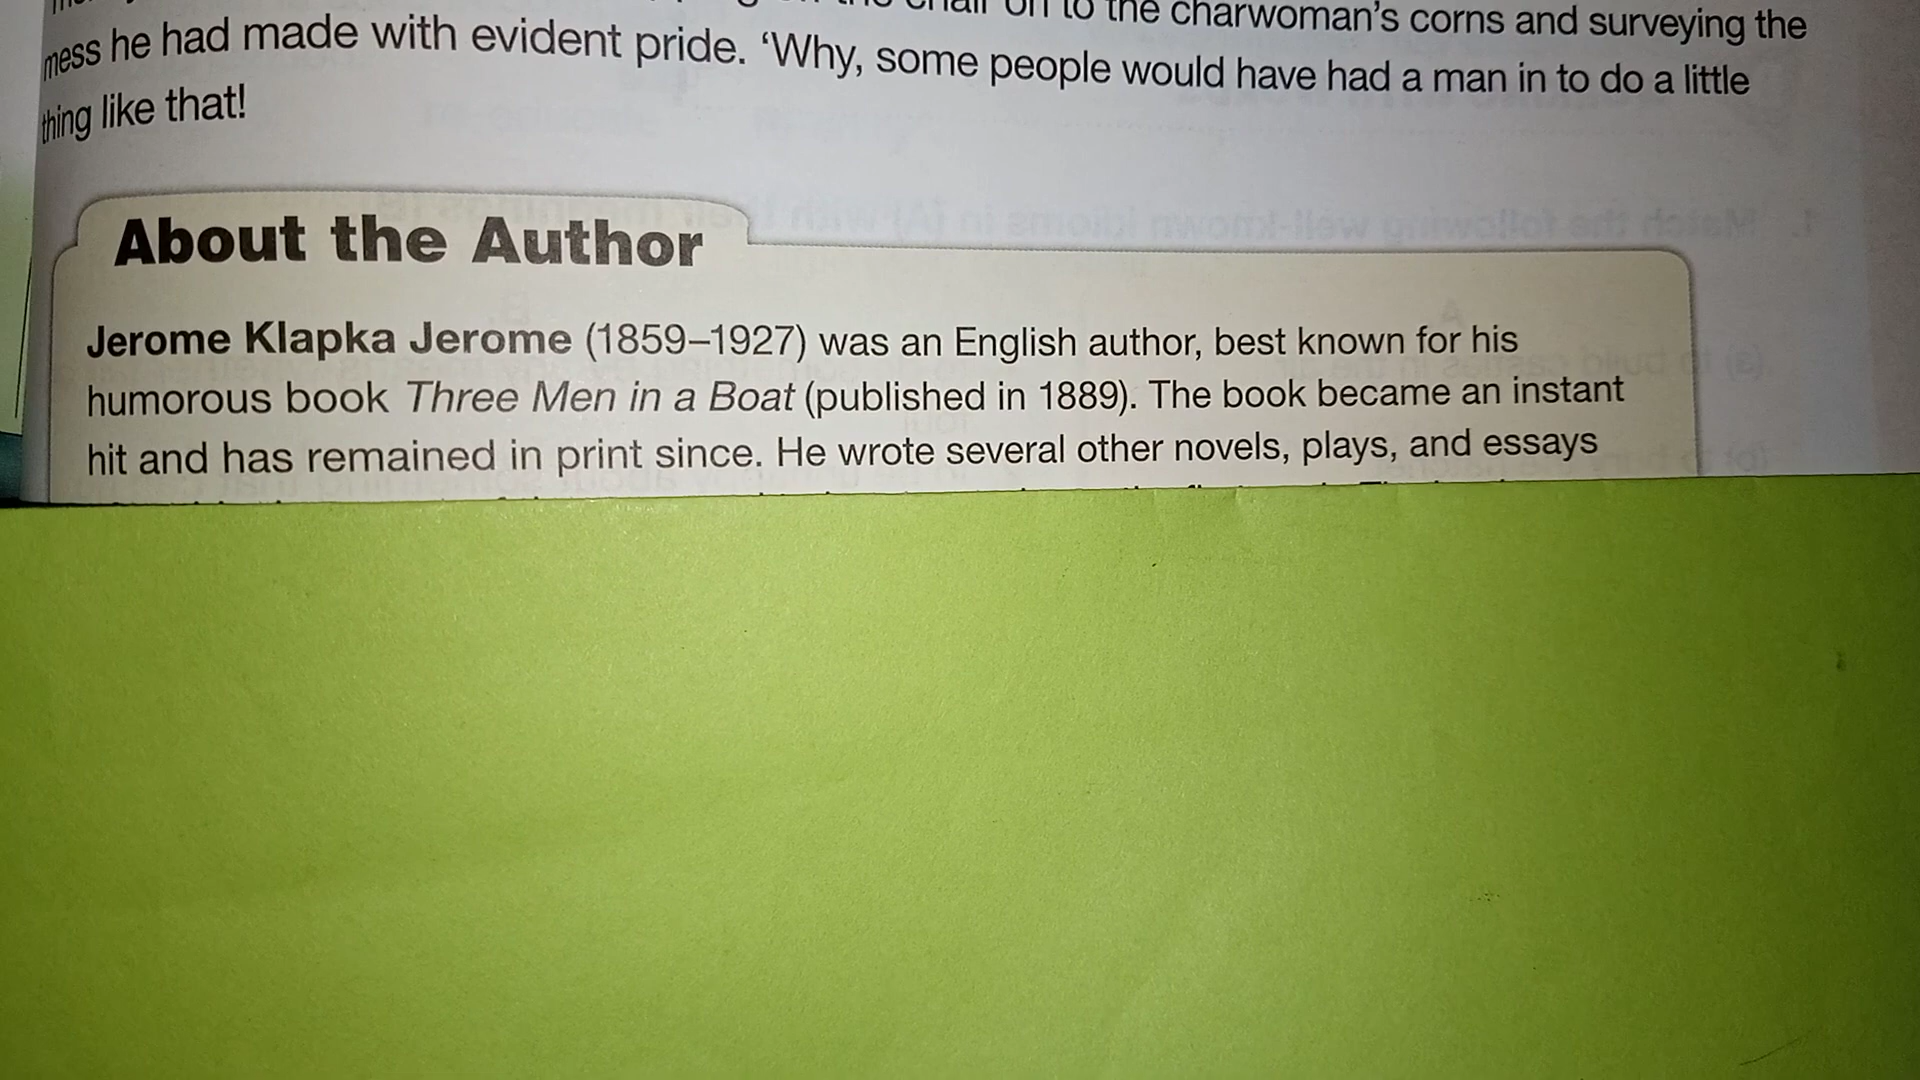 chair on to the charwoman's corns and surveying the
mess he had made with evident pride. ‘Why, some people would have had a man in to do a little
thing like that!
About the Author
Jerome Klapka Jerome (1859–1927) was an English author, best known for his
humorous book Three Men in a Boat (published in 1889). The book became an instant
hit and has remained in print since. He wrote several other novels, plays, and essays